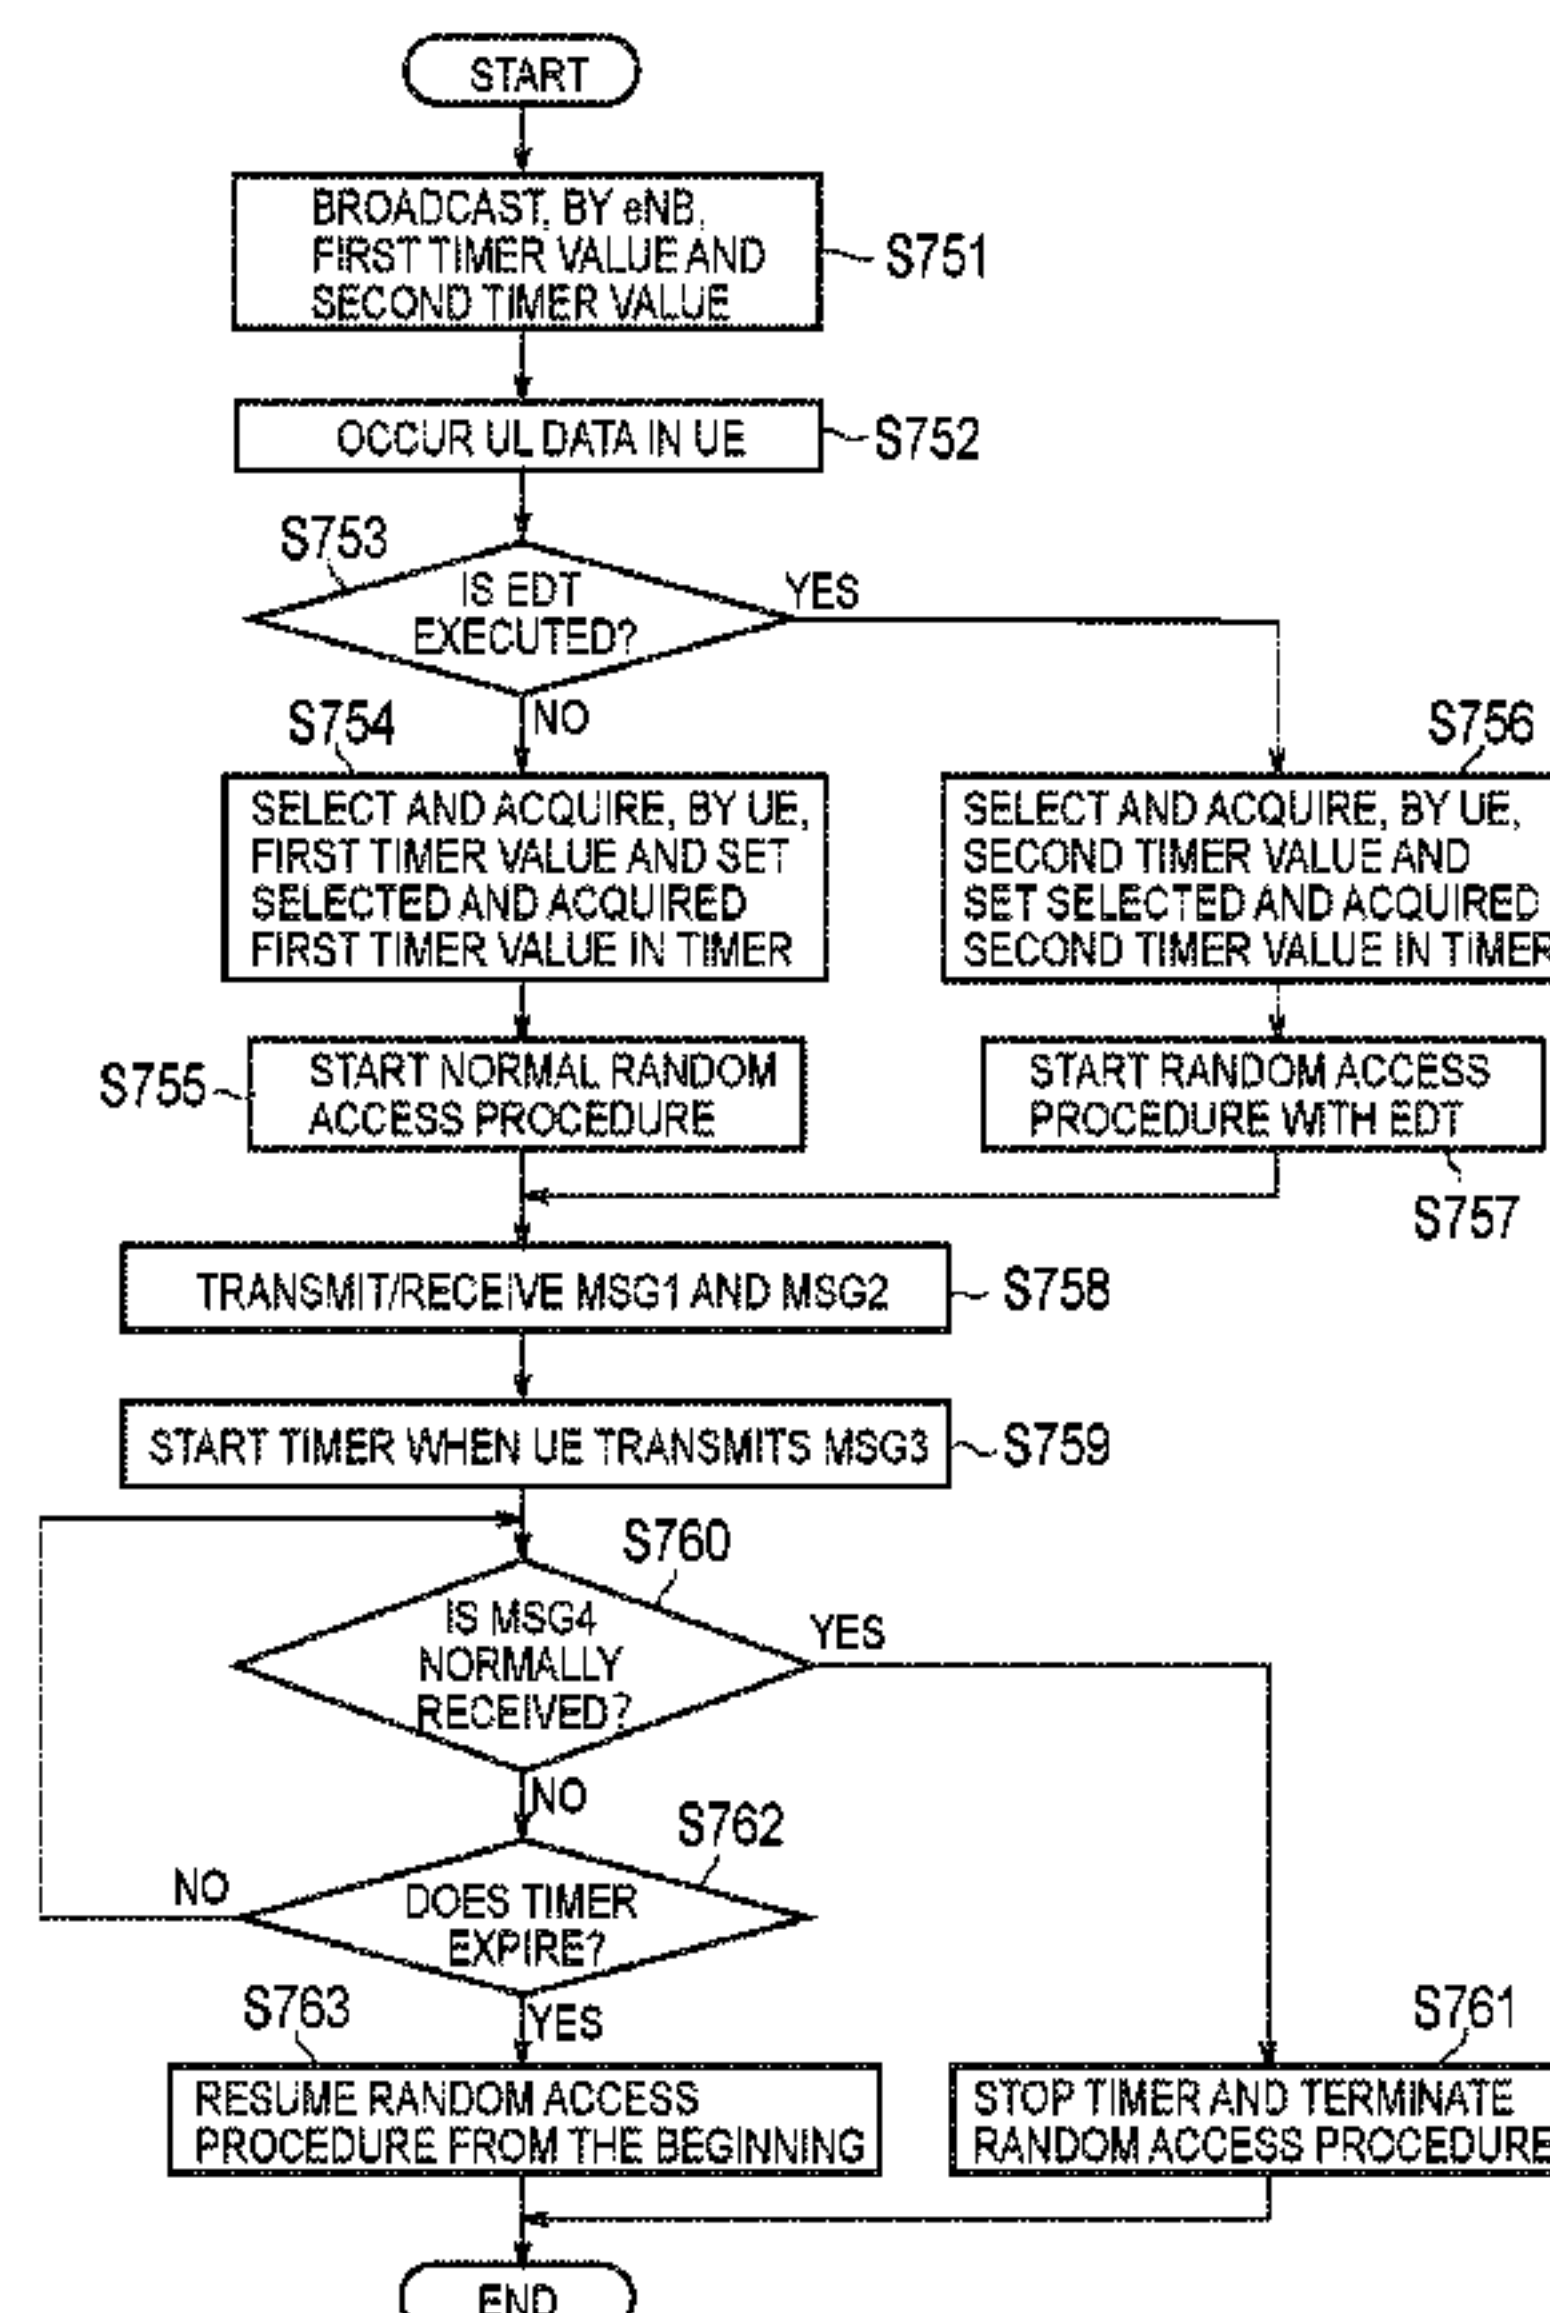 START
BROADCAST, BY eNB,
FIRST TIMER VALUE AND
SECOND TIMER VALUE
S751
OCCUR UL DATA IN UE
S752
S753
IS EDT
EXECUTED?
YES
NO
S754
SELECT AND ACQUIRE, BY UE,
FIRST TIMER VALUE AND SET
SELECTED AND ACQUIRED
FIRST TIMER VALUE IN TIMER
S756
SELECT AND ACQUIRE, BY UE,
SECOND TIMER VALUE AND
SET SELECTED AND ACQUIRED
SECOND TIMER VALUE IN TIMER
S755
START NORMAL RANDOM
ACCESS PROCEDURE
START RANDOM ACCESS
PROCEDURE WITH EDT
S757
TRANSMIT/RECEIVE MSG1 AND MSG2
S758
START TIMER WHEN UE TRANSMITS MSG3
S759
S760
IS MSG4
NORMALLY
RECEIVED?
YES
NO
S762
DOES TIMER
EXPIRE?
NO
YES
S763
RESUME RANDOM ACCESS
PROCEDURE FROM THE BEGINNING
S761
STOP TIMER AND TERMINATE
RANDOM ACCESS PROCEDURE
END